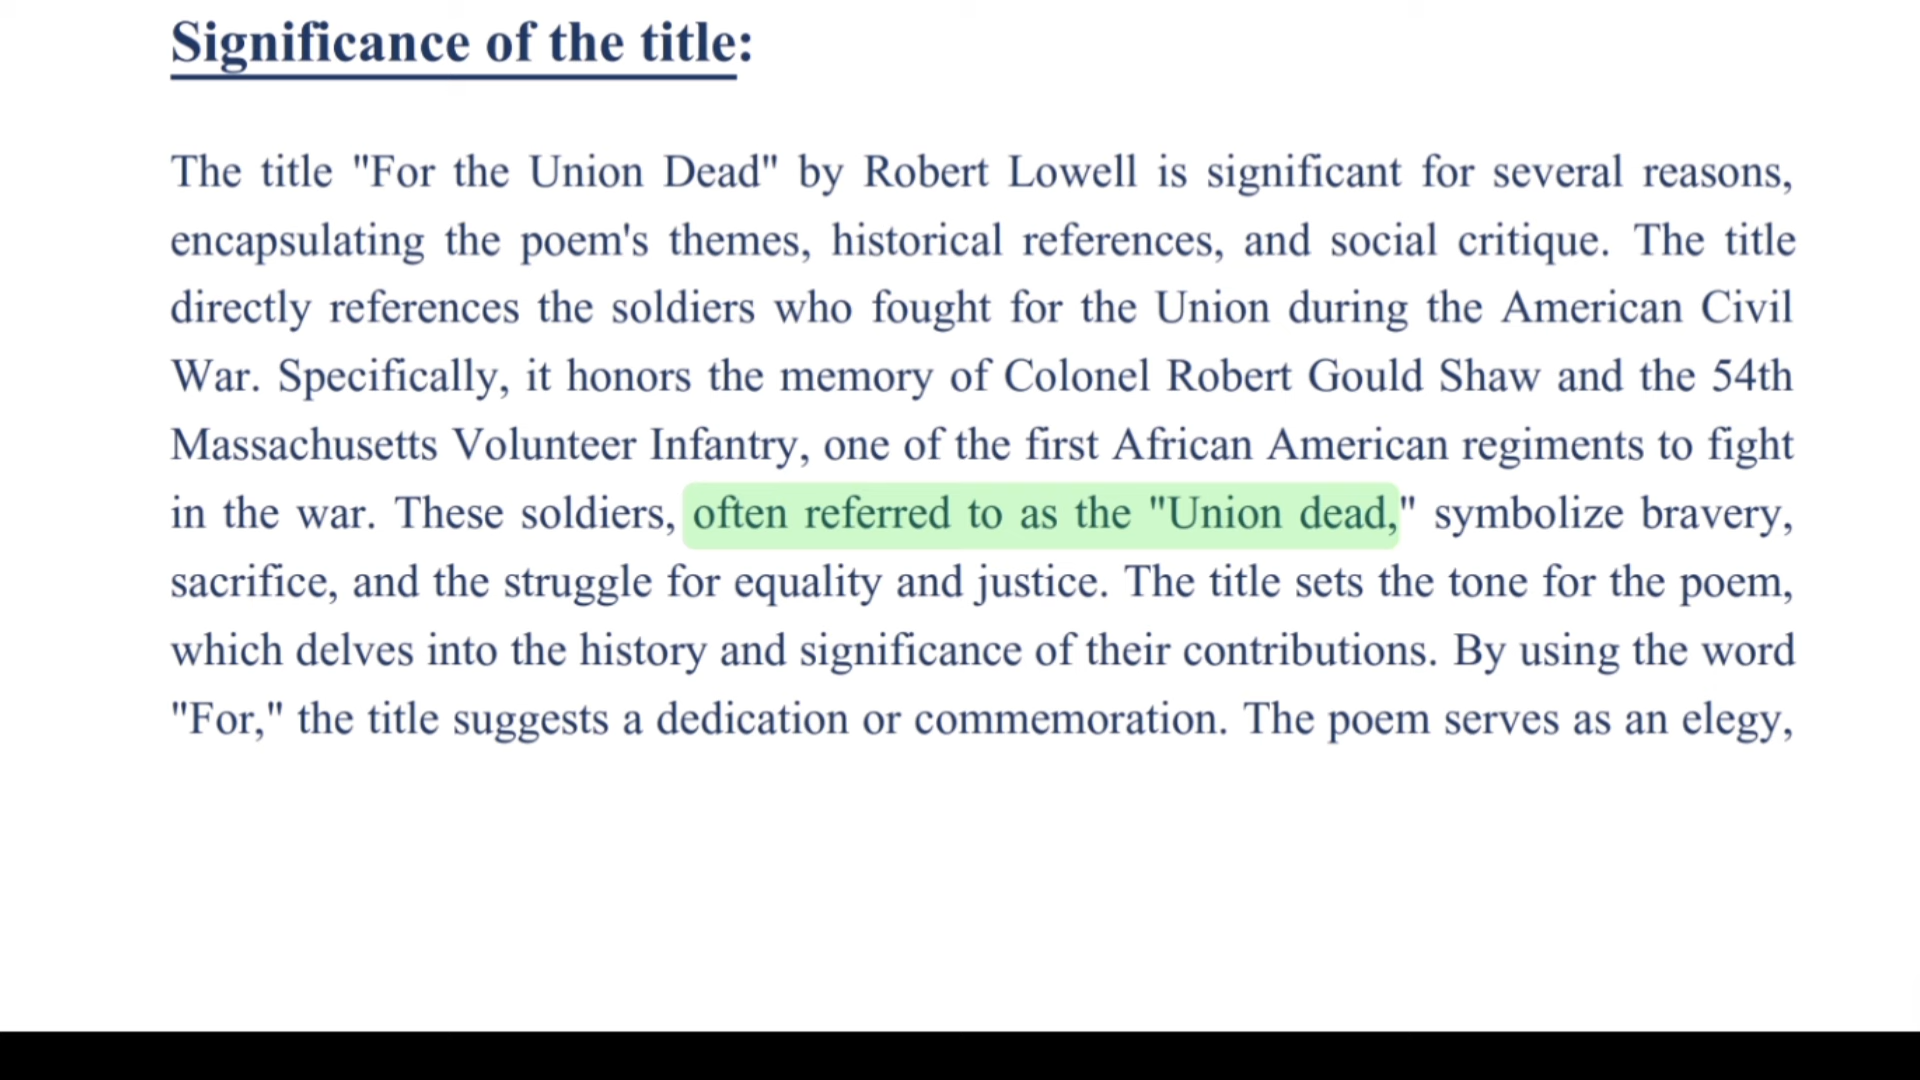 Significance of the title:
The title "For the Union Dead" by Robert Lowell is significant for several reasons,
encapsulating the poem's themes, historical references, and social critique. The title
directly references the soldiers who fought for the Union during the American Civil
War. Specifically, it honors the memory of Colonel Robert Gould Shaw and the 54th
Massachusetts Volunteer Infantry, one of the first African American regiments to fight
in the war. These soldiers, often referred to as the "Union dead," symbolize bravery,
sacrifice, and the struggle for equality and justice. The title sets the tone for the poem,
which delves into the history and significance of their contributions. By using the word
"For," the title suggests a dedication or commemoration. The poem serves as an elegy,